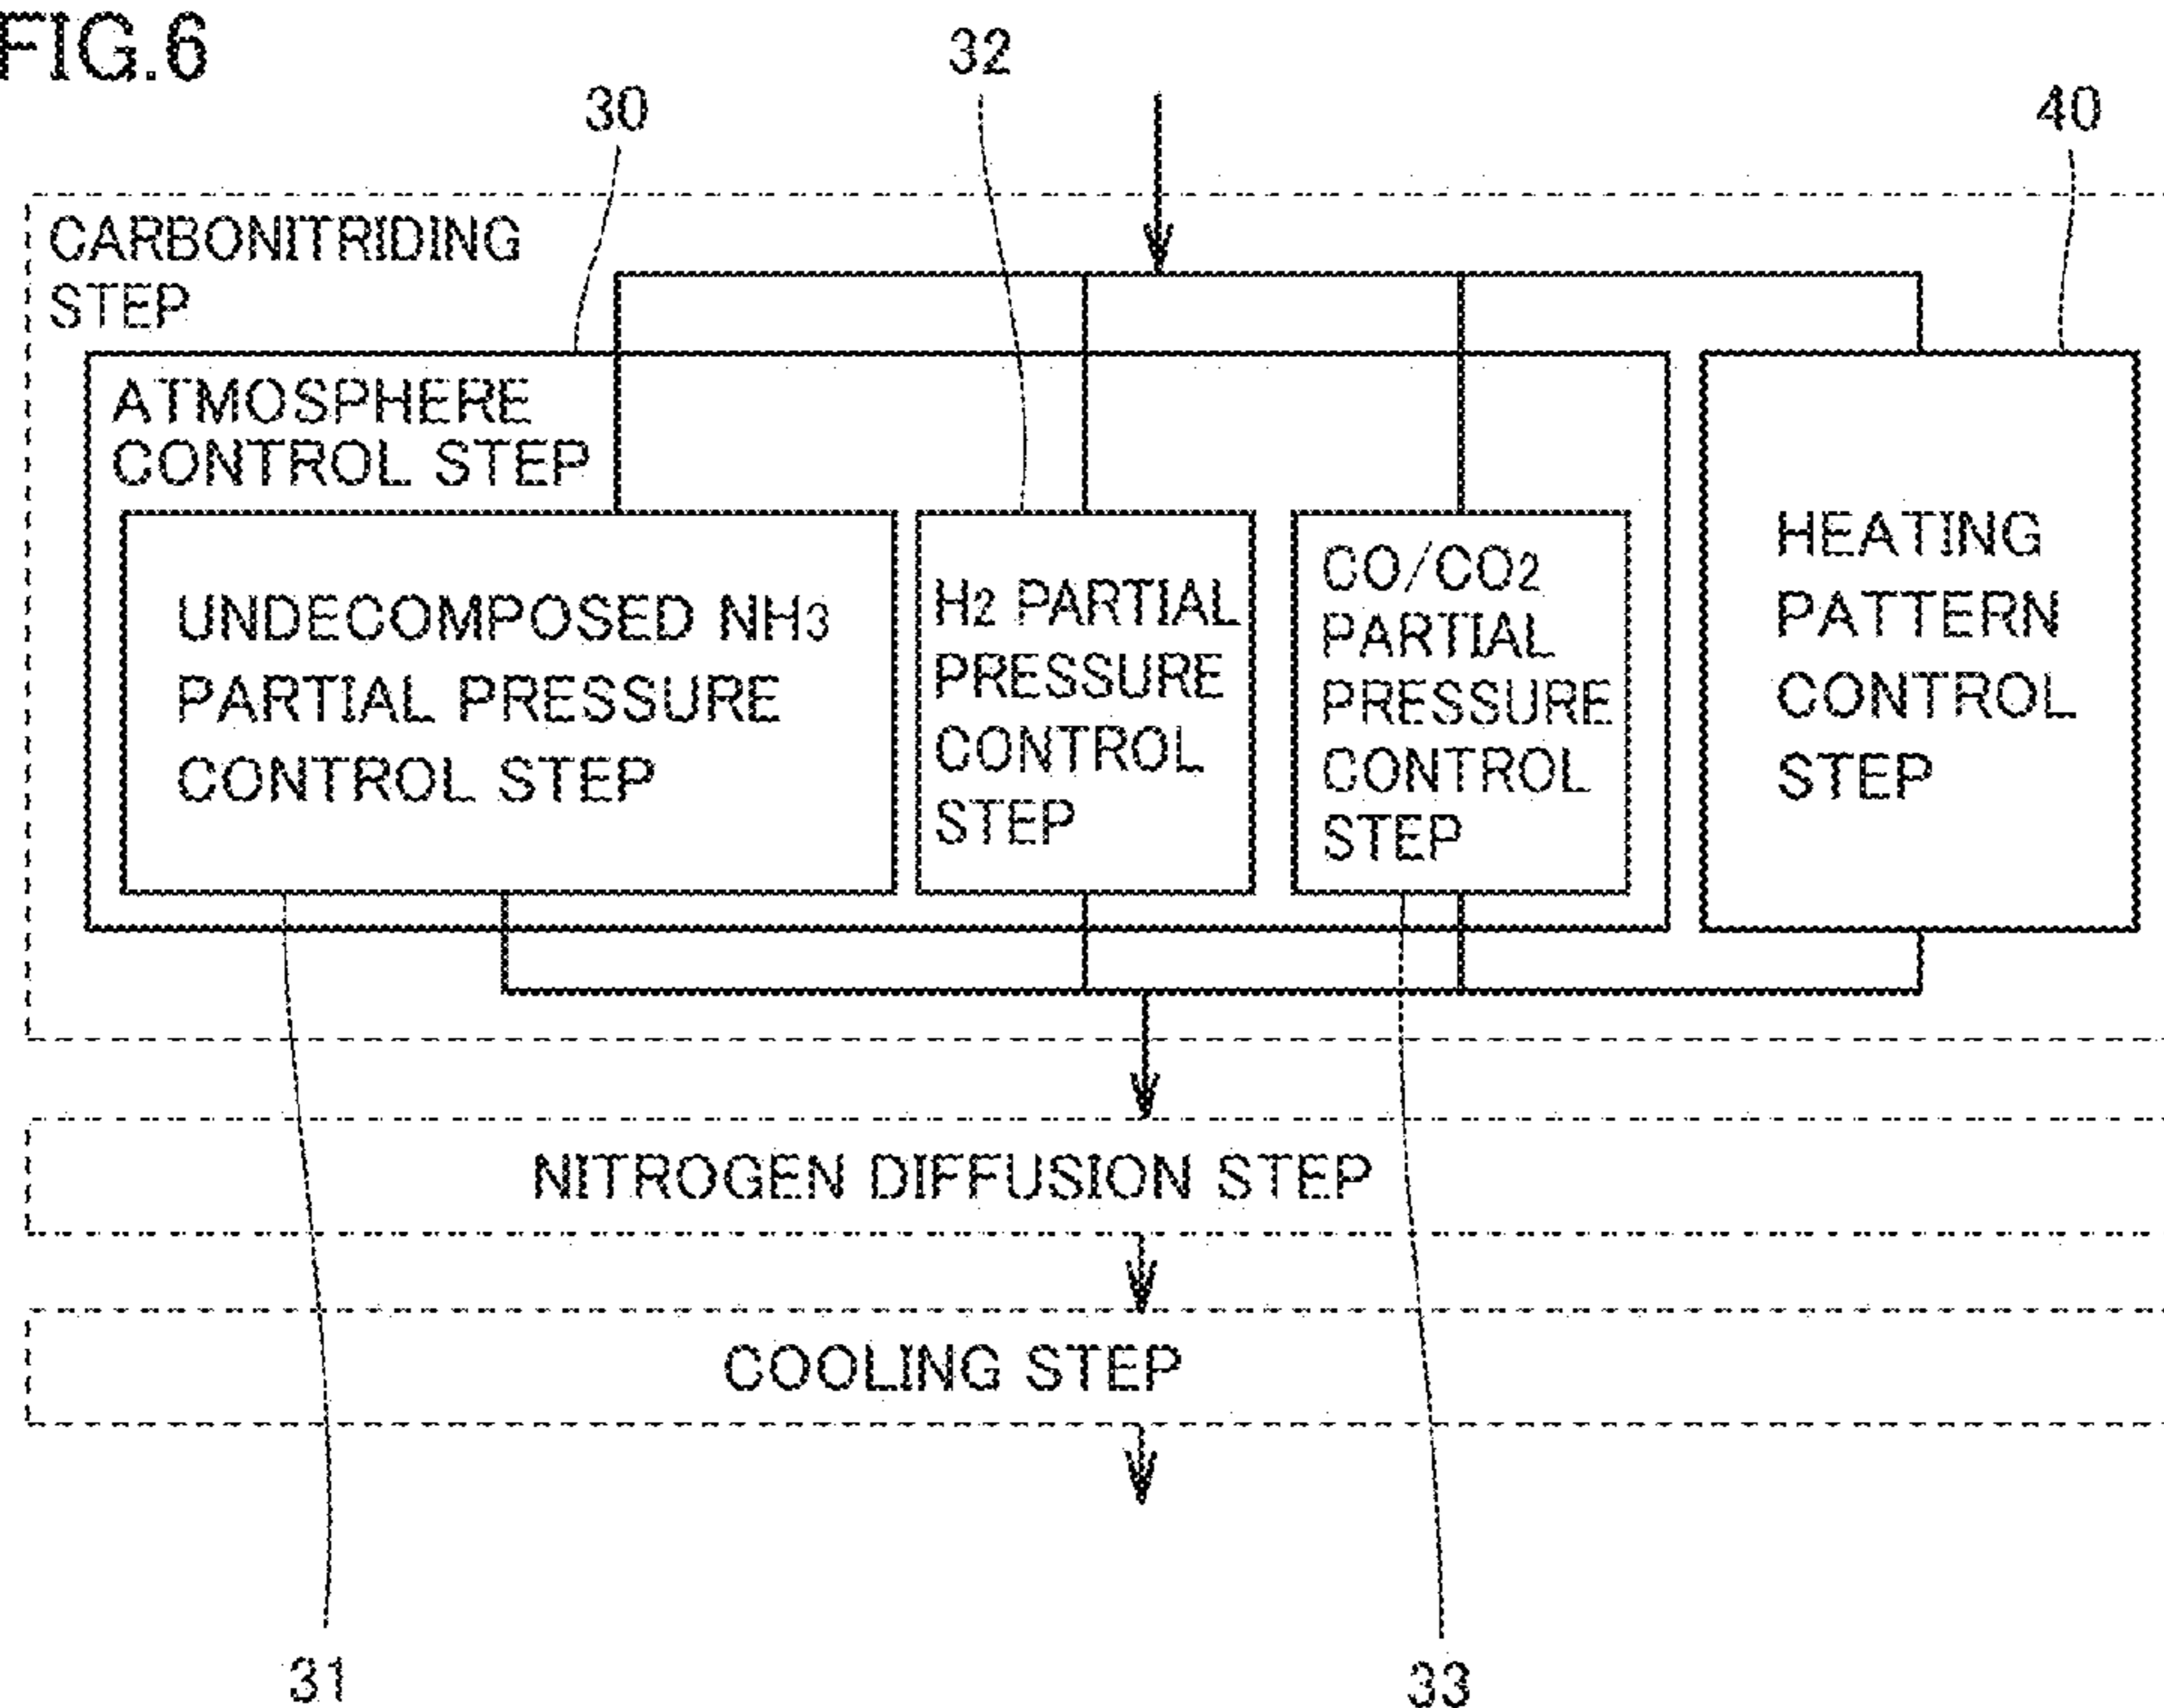 FIG.6
32
30
40
CARBONITRIDING
STEP
ATMOSPHERE
CONTROL STEP
UNDECOMPOSED NH3
PARTIAL PRESSURE
CONTROL STEP
H2 PARTIAL
PRESSURE
CONTROL
STEP
CO/CO2
PARTIAL
PRESSURE
CONTROL
STEP
HEATING
PATTERN
CONTROL
STEP
NITROGEN DIFFUSION STEP
COOLING STEP
31
33